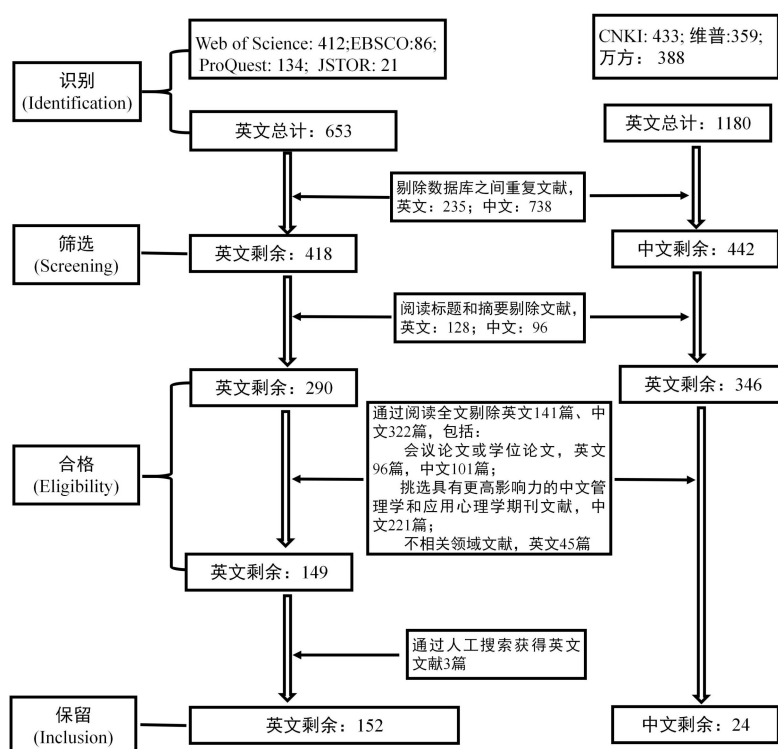 Web of Science: 412;EBSCO:86;
ProQuest: 134; JSTOR: 21
CNKI: 433; 维普:359;
万方: 388
识别
(Identification)
英文总计：653
英文总计：1180
剔除数据库之间重复文献，
英文：235；中文：738
筛选
(Screening)
英文剩余：418
中文剩余：442
阅读标题和摘要剔除文献，
英文：128；中文：96
英文剩余：290
英文剩余：346
通过阅读全文剔除英文141篇、中
文322篇，包括：
会议论文或学位论文，英文
96篇，中文101篇；
挑选具有更高影响力的中文管
理学和应用心理学期刊文献，中
文221篇；
不相关领域文献，英文45篇
合格
(Eligibility)
英文剩余：149
通过人工搜索获得英文
文献3篇
保留
(Inclusion)
英文剩余：152
中文剩余：24